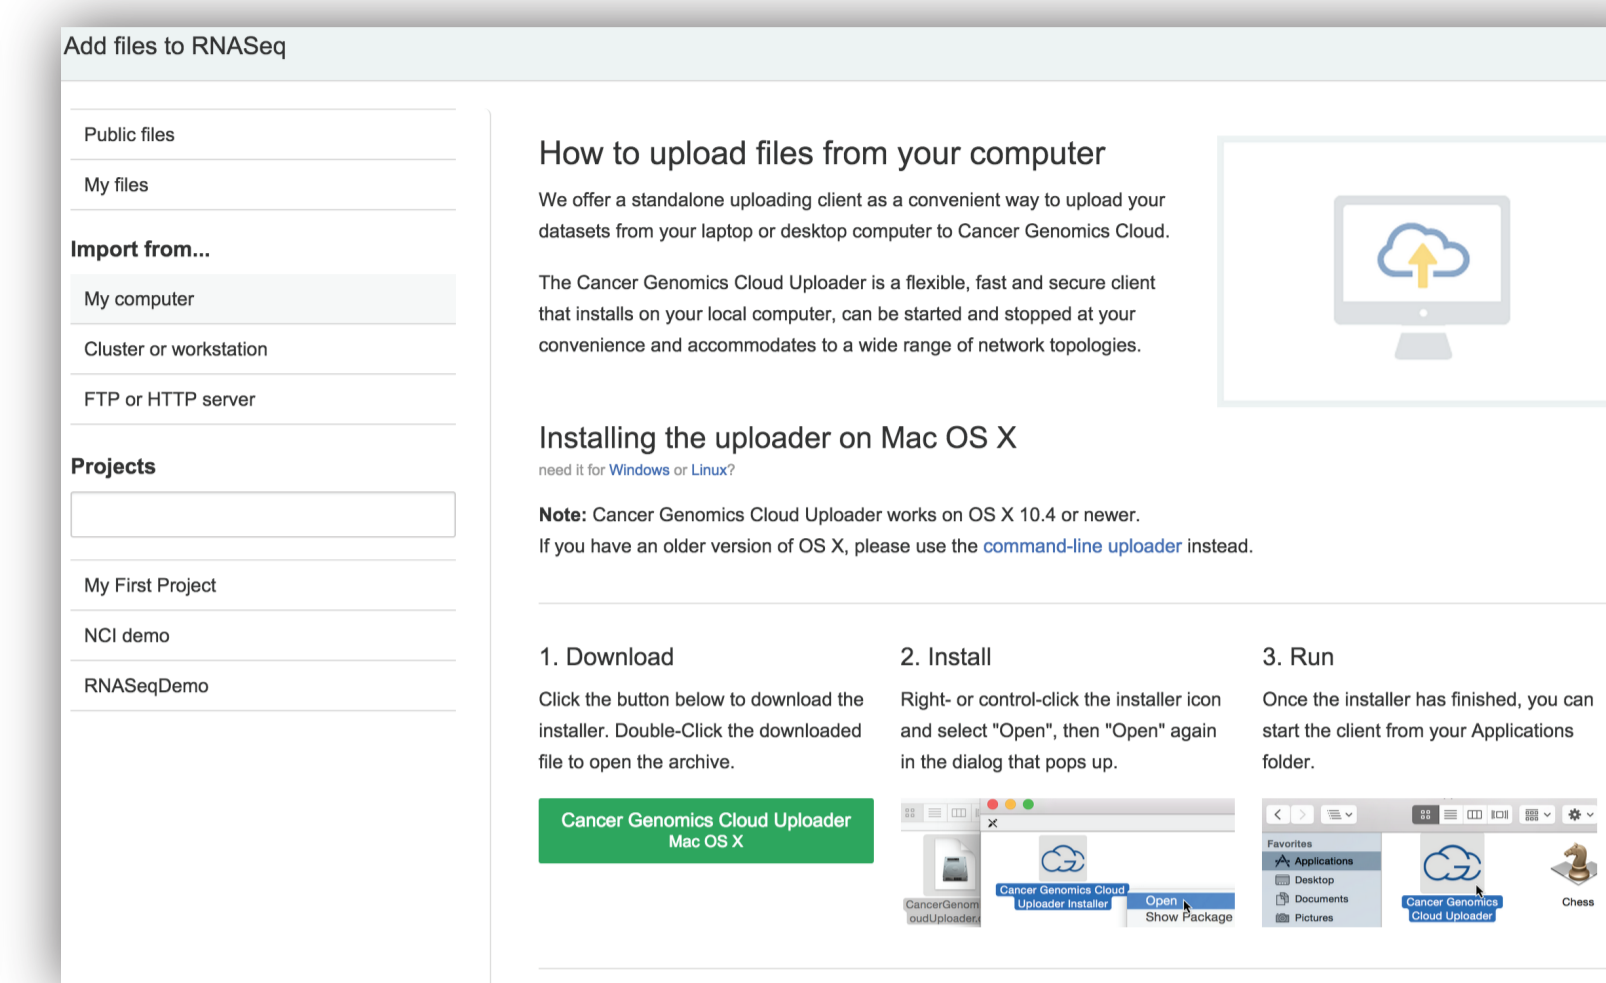 Add files to RNASeq
Public files
My files
Import from...
My computer
Cluster or workstation
FTP or HTTP server
Projects
My First Project
NCI demo
RNASeqDemo
How to upload files from your computer
We offer a standalone uploading client as a convenient way to upload your
datasets from your laptop or desktop computer to Cancer Genomics Cloud.
The Cancer Genomics Cloud Uploader is a flexible, fast and secure client
that installs on your local computer, can be started and stopped at your
convenience and accommodates to a wide range of network topologies.
Installing the uploader on Mac OS X
need it for Windows or Linux?
Note: Cancer Genomics Cloud Uploader works on OS X 10.4 or newer.
If you have an older version of OS X, please use the command-line uploader instead.
1. Download
Click the button below to download the
installer. Double-Click the downloaded
file to open the archive.
Cancer Genomics Cloud Uploader
Mac OS X
2. Install
Right- or control-click the installer icon
and select "Open", then "Open" again
in the dialog that pops up.
CancerGenom
oudUploader.
Cancer Genomics Cloud
Uploader Installer
Open
Show Package
3. Run
Once the installer has finished, you can
start the client from your Applications
folder.
Favorites
Applications
Desktop
Documents
Pictures
Cancer Genomics
Cloud Uploader
Chess